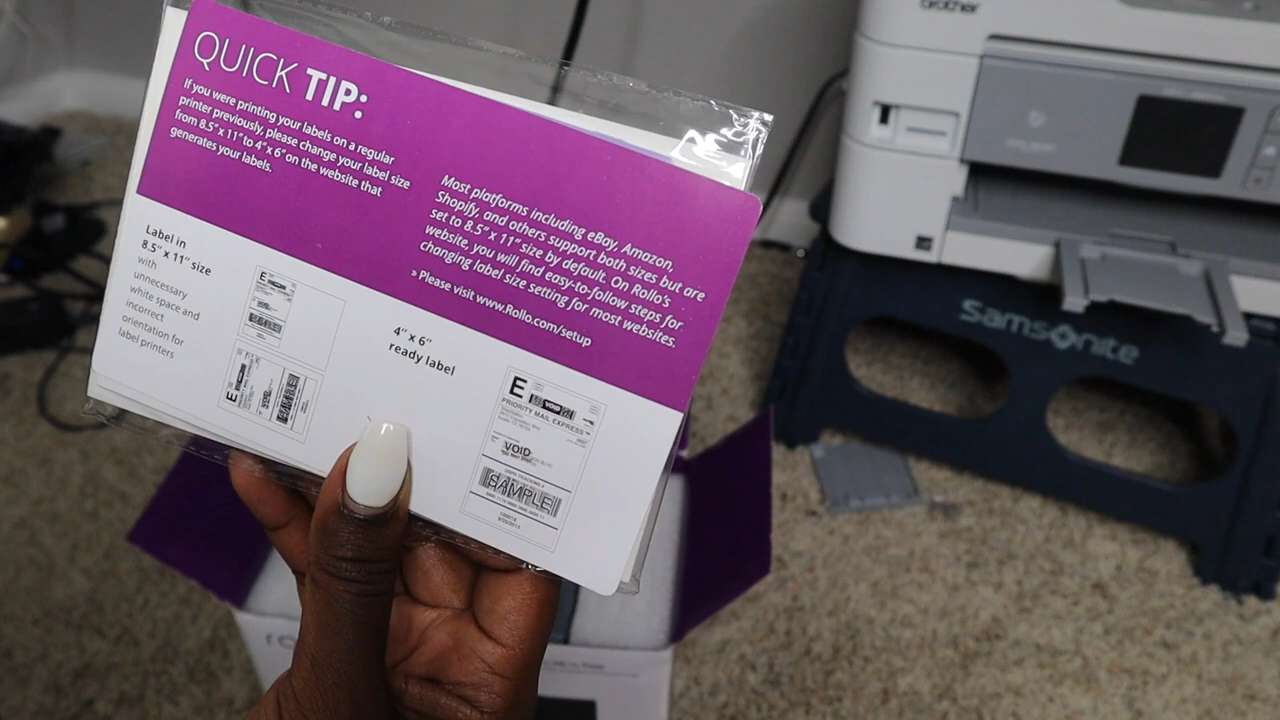 QUICK TIP:
If you were printing your labels on a regular
printer previously, please change your label size
from 8.5" x 11" to 4" x 6" on the website that
generates your labels.
Most platforms including eBay, Amazon,
Shopify, and others support both sizes but are
set to 8.5" x 11" size by default. On Rollo's
website, you will find easy-to-follow steps for
changing label size setting for most websites.
» Please visit www.Rollo.com/setup
Label in
8.5" x 11" size
with
unnecessary
white space and
incorrect
orientation for
label printers
4" x 6"
ready label
E
E
E
VOID
PRIORITY MAIL EXPRESS™
VOID
USPS TRACKING #
SAMPLE
brother
Samsonite